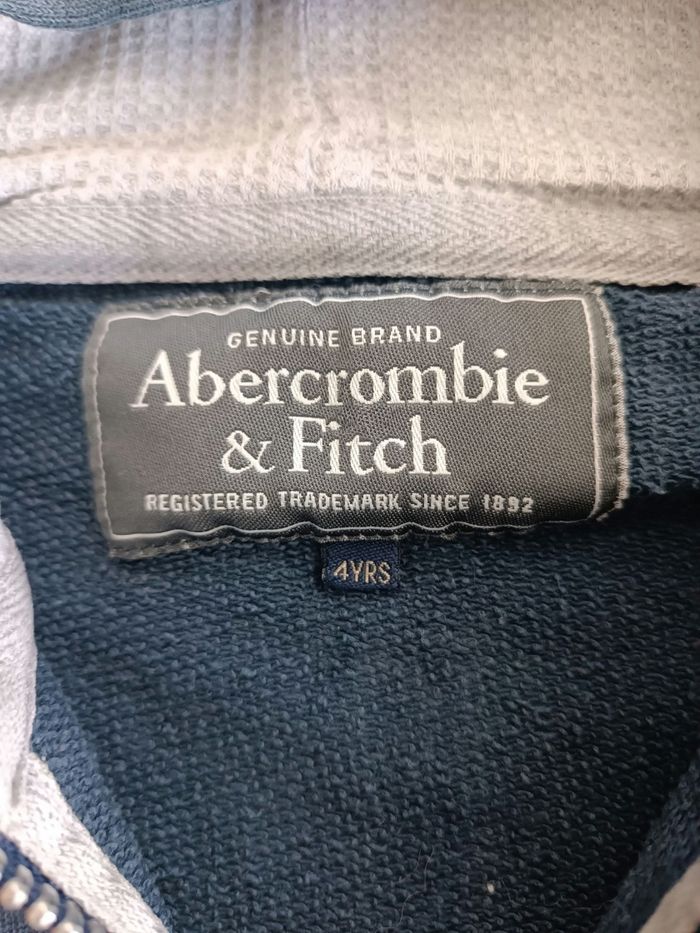 GENUINE BRAND
Abercrombie
& Fitch
REGISTERED TRADEMARK SINCE 1892
4YRS